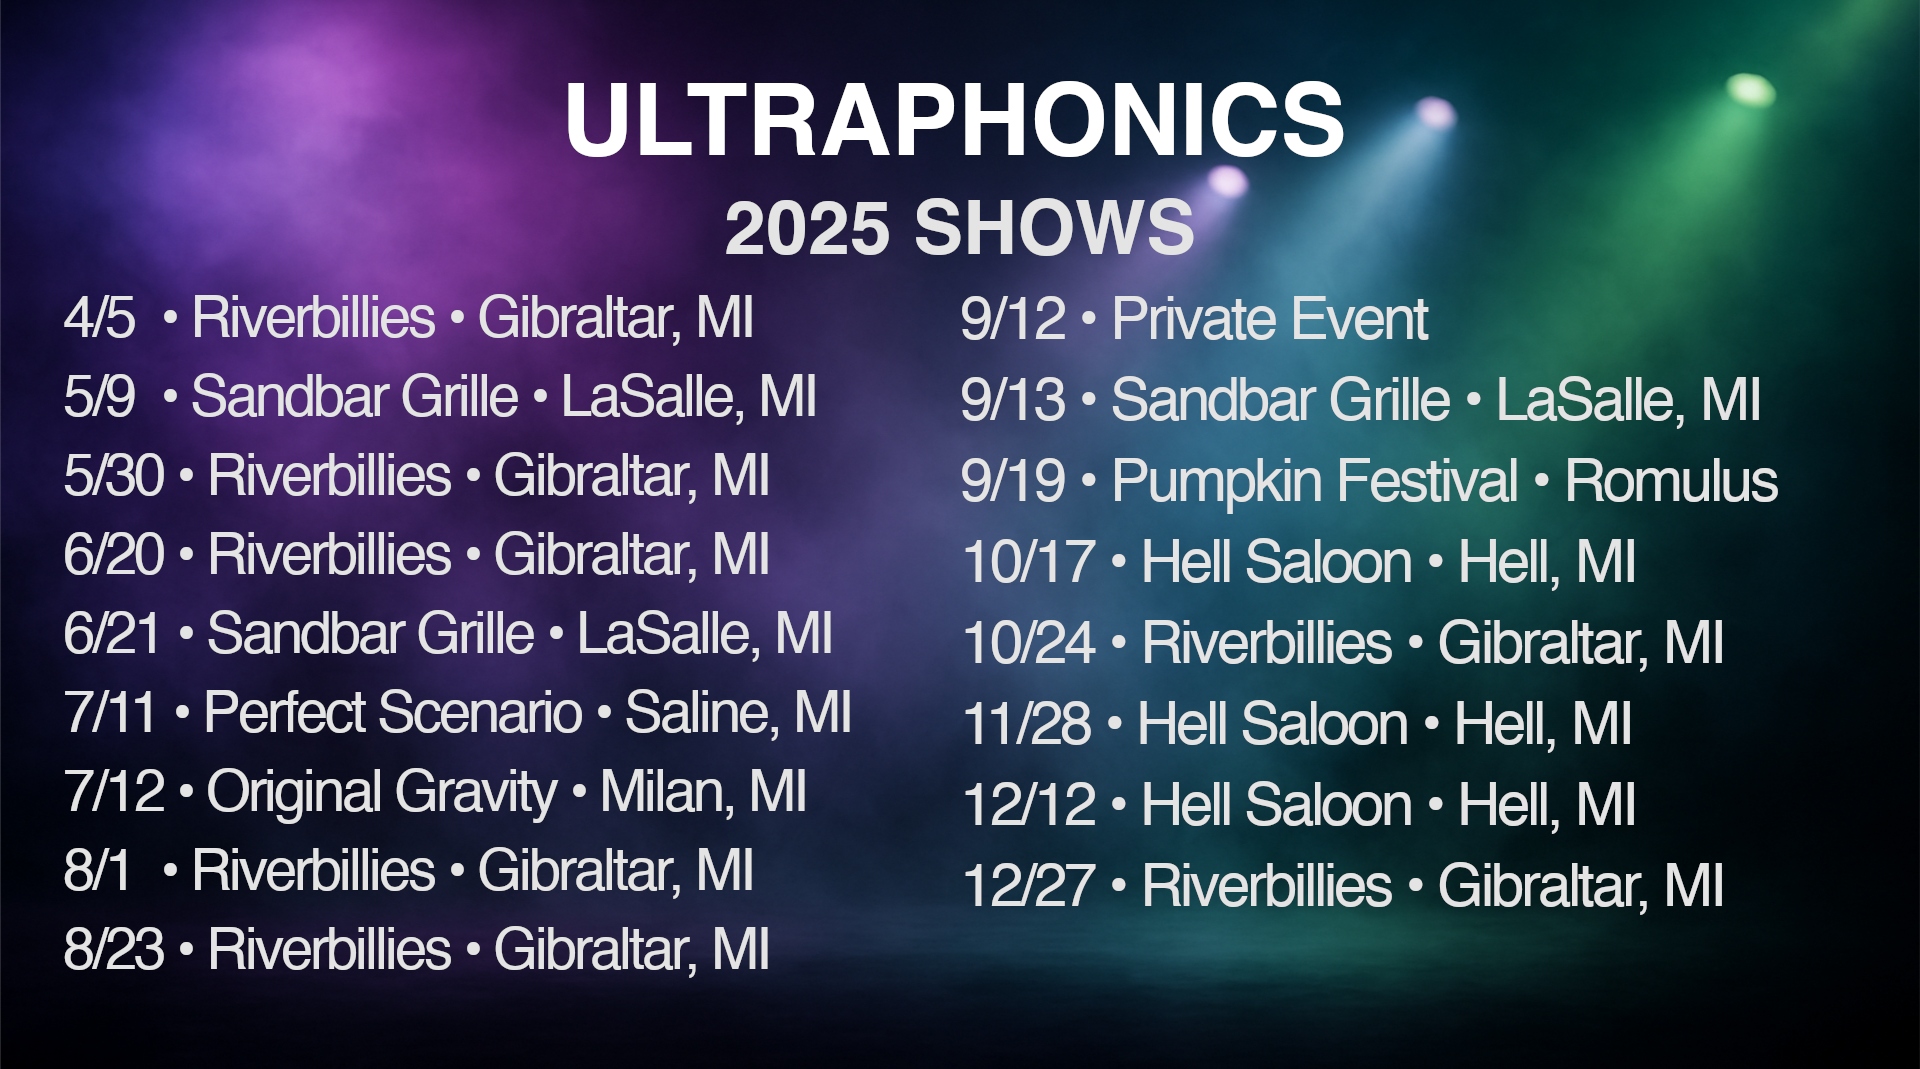 ULTRAPHONICS
2025 SHOWS
4/5 • Riverbillies • Gibraltar, MI
5/9 • Sandbar Grille • LaSalle, MI
5/30 • Riverbillies • Gibraltar, MI
6/20 • Riverbillies • Gibraltar, MI
6/21 • Sandbar Grille • LaSalle, MI
7/11 • Perfect Scenario • Saline, MI
7/12 • Original Gravity • Milan, MI
8/1 • Riverbillies • Gibraltar, MI
8/23 • Riverbillies • Gibraltar, MI
9/12 • Private Event
9/13 • Sandbar Grille • LaSalle, MI
9/19 • Pumpkin Festival • Romulus
10/17 • Hell Saloon • Hell, MI
10/24 • Riverbillies • Gibraltar, MI
11/28 • Hell Saloon • Hell, MI
12/12 • Hell Saloon • Hell, MI
12/27 • Riverbillies • Gibraltar, MI